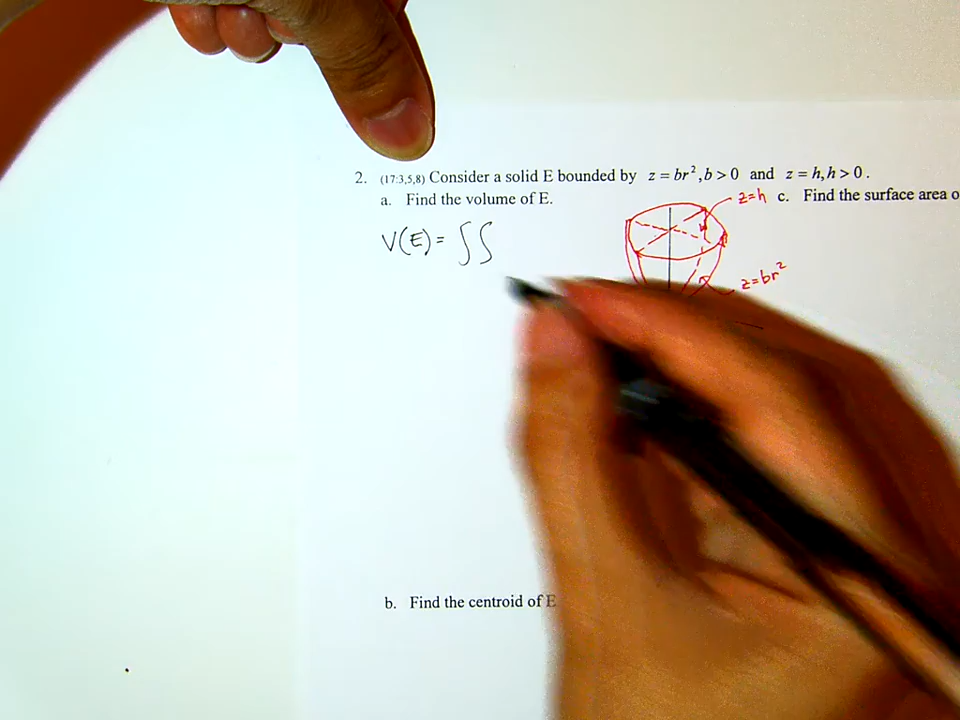 2. (17:3,5,8) Consider a solid E bounded by z = br², b > 0 and z = h, h > 0.
a. Find the volume of E.
z=h
c. Find the surface area o
V(E) = ∫∫
z=br²
b. Find the centroid of E